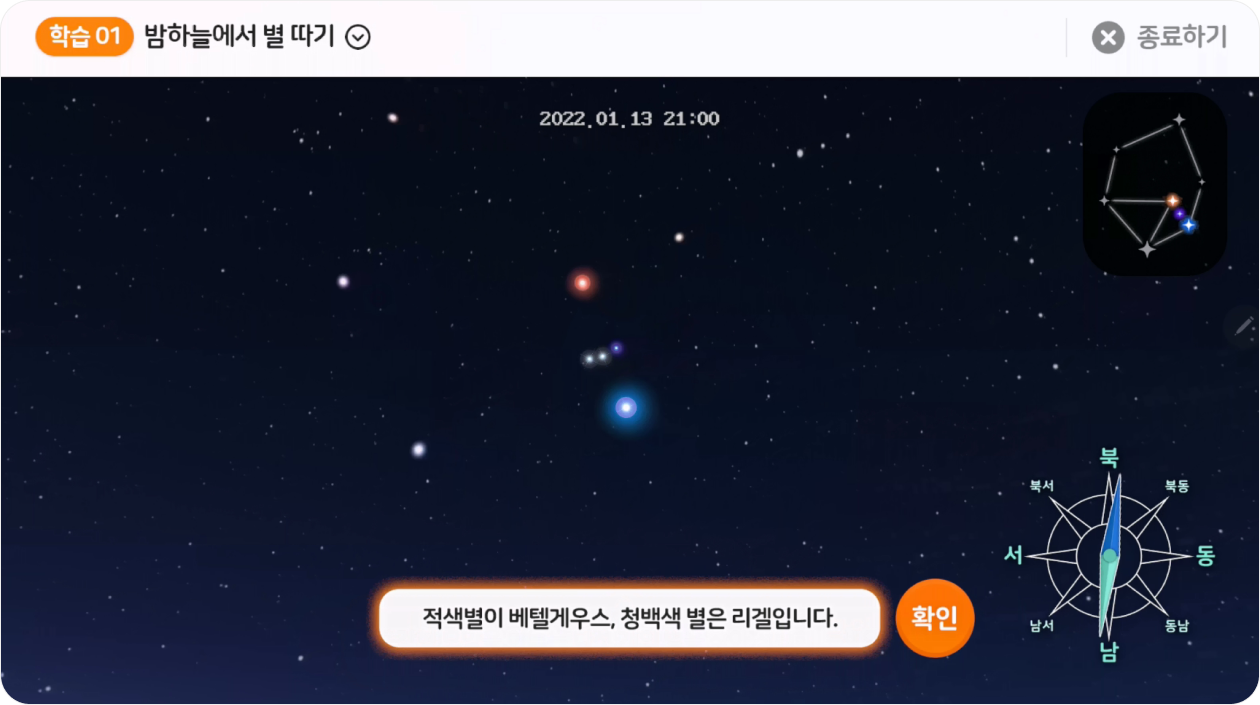 학습 01 밤하늘에서 별 따기
종료하기
2022.01.13 21:00
북
북서
북동
서
동
남서
동남
남
적색별이 베텔게우스, 청백색 별은 리겔입니다.
확인